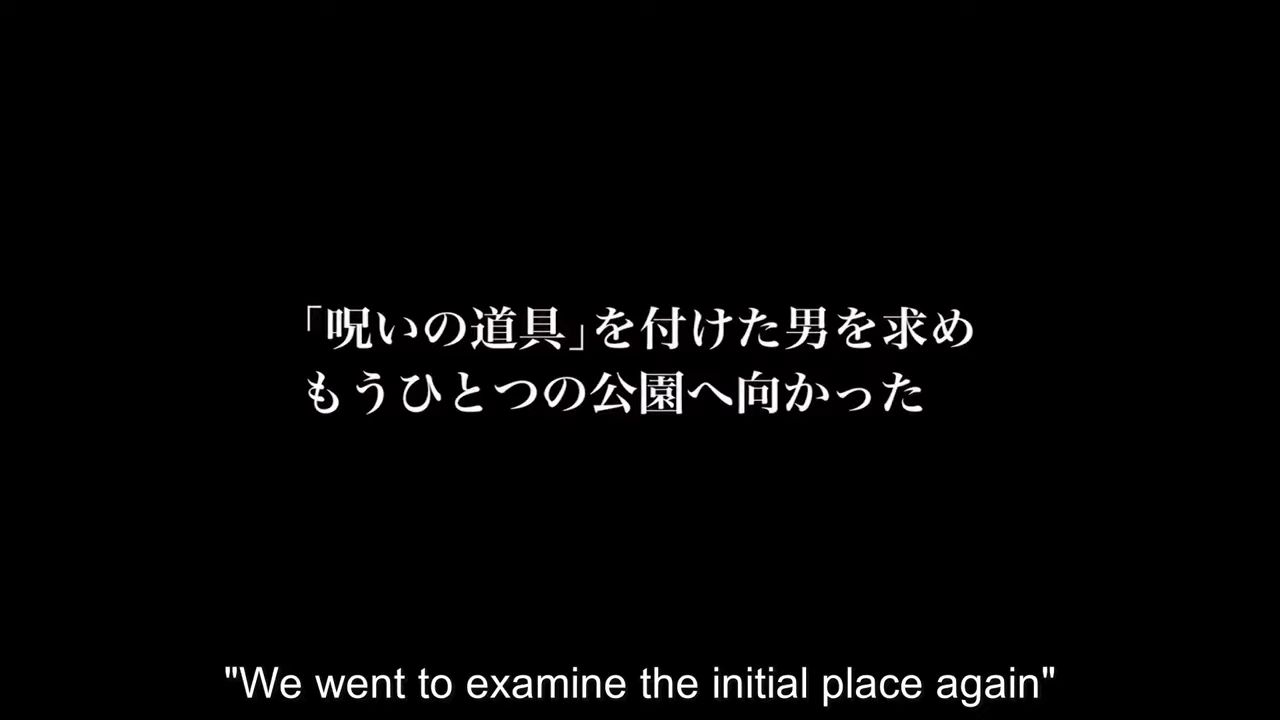 「呪いの道具」を付けた男を求め
もうひとつの公園へ向かった
"We went to examine the initial place again"